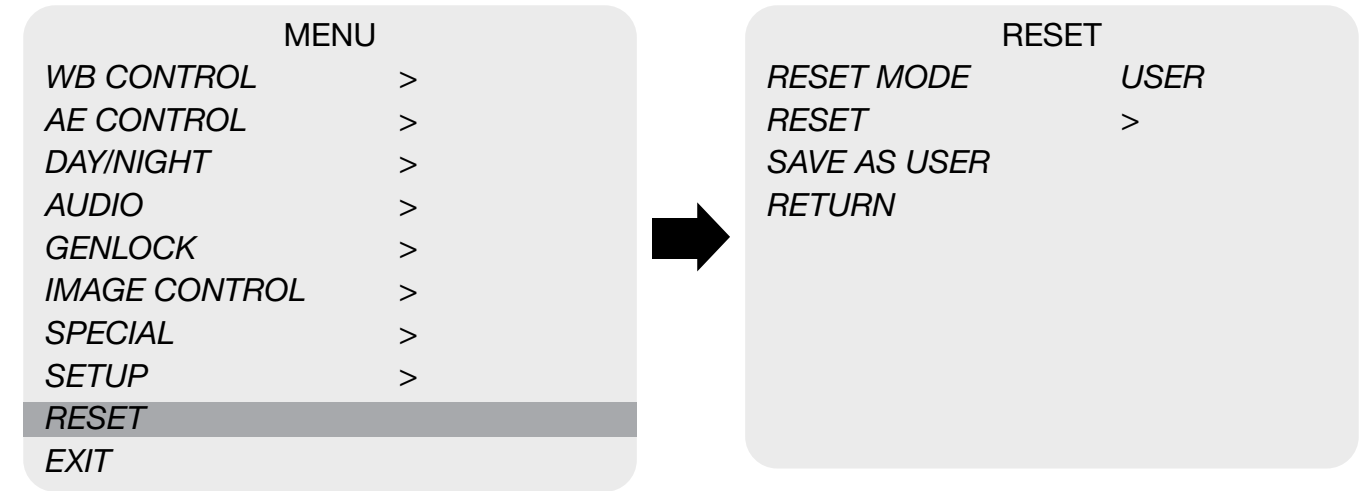 MENU
WB CONTROL >
AE CONTROL >
DAY/NIGHT >
AUDIO >
GENLOCK >
IMAGE CONTROL >
SPECIAL >
SETUP >
RESET
EXIT
RESET
RESET MODE USER
RESET >
SAVE AS USER
RETURN